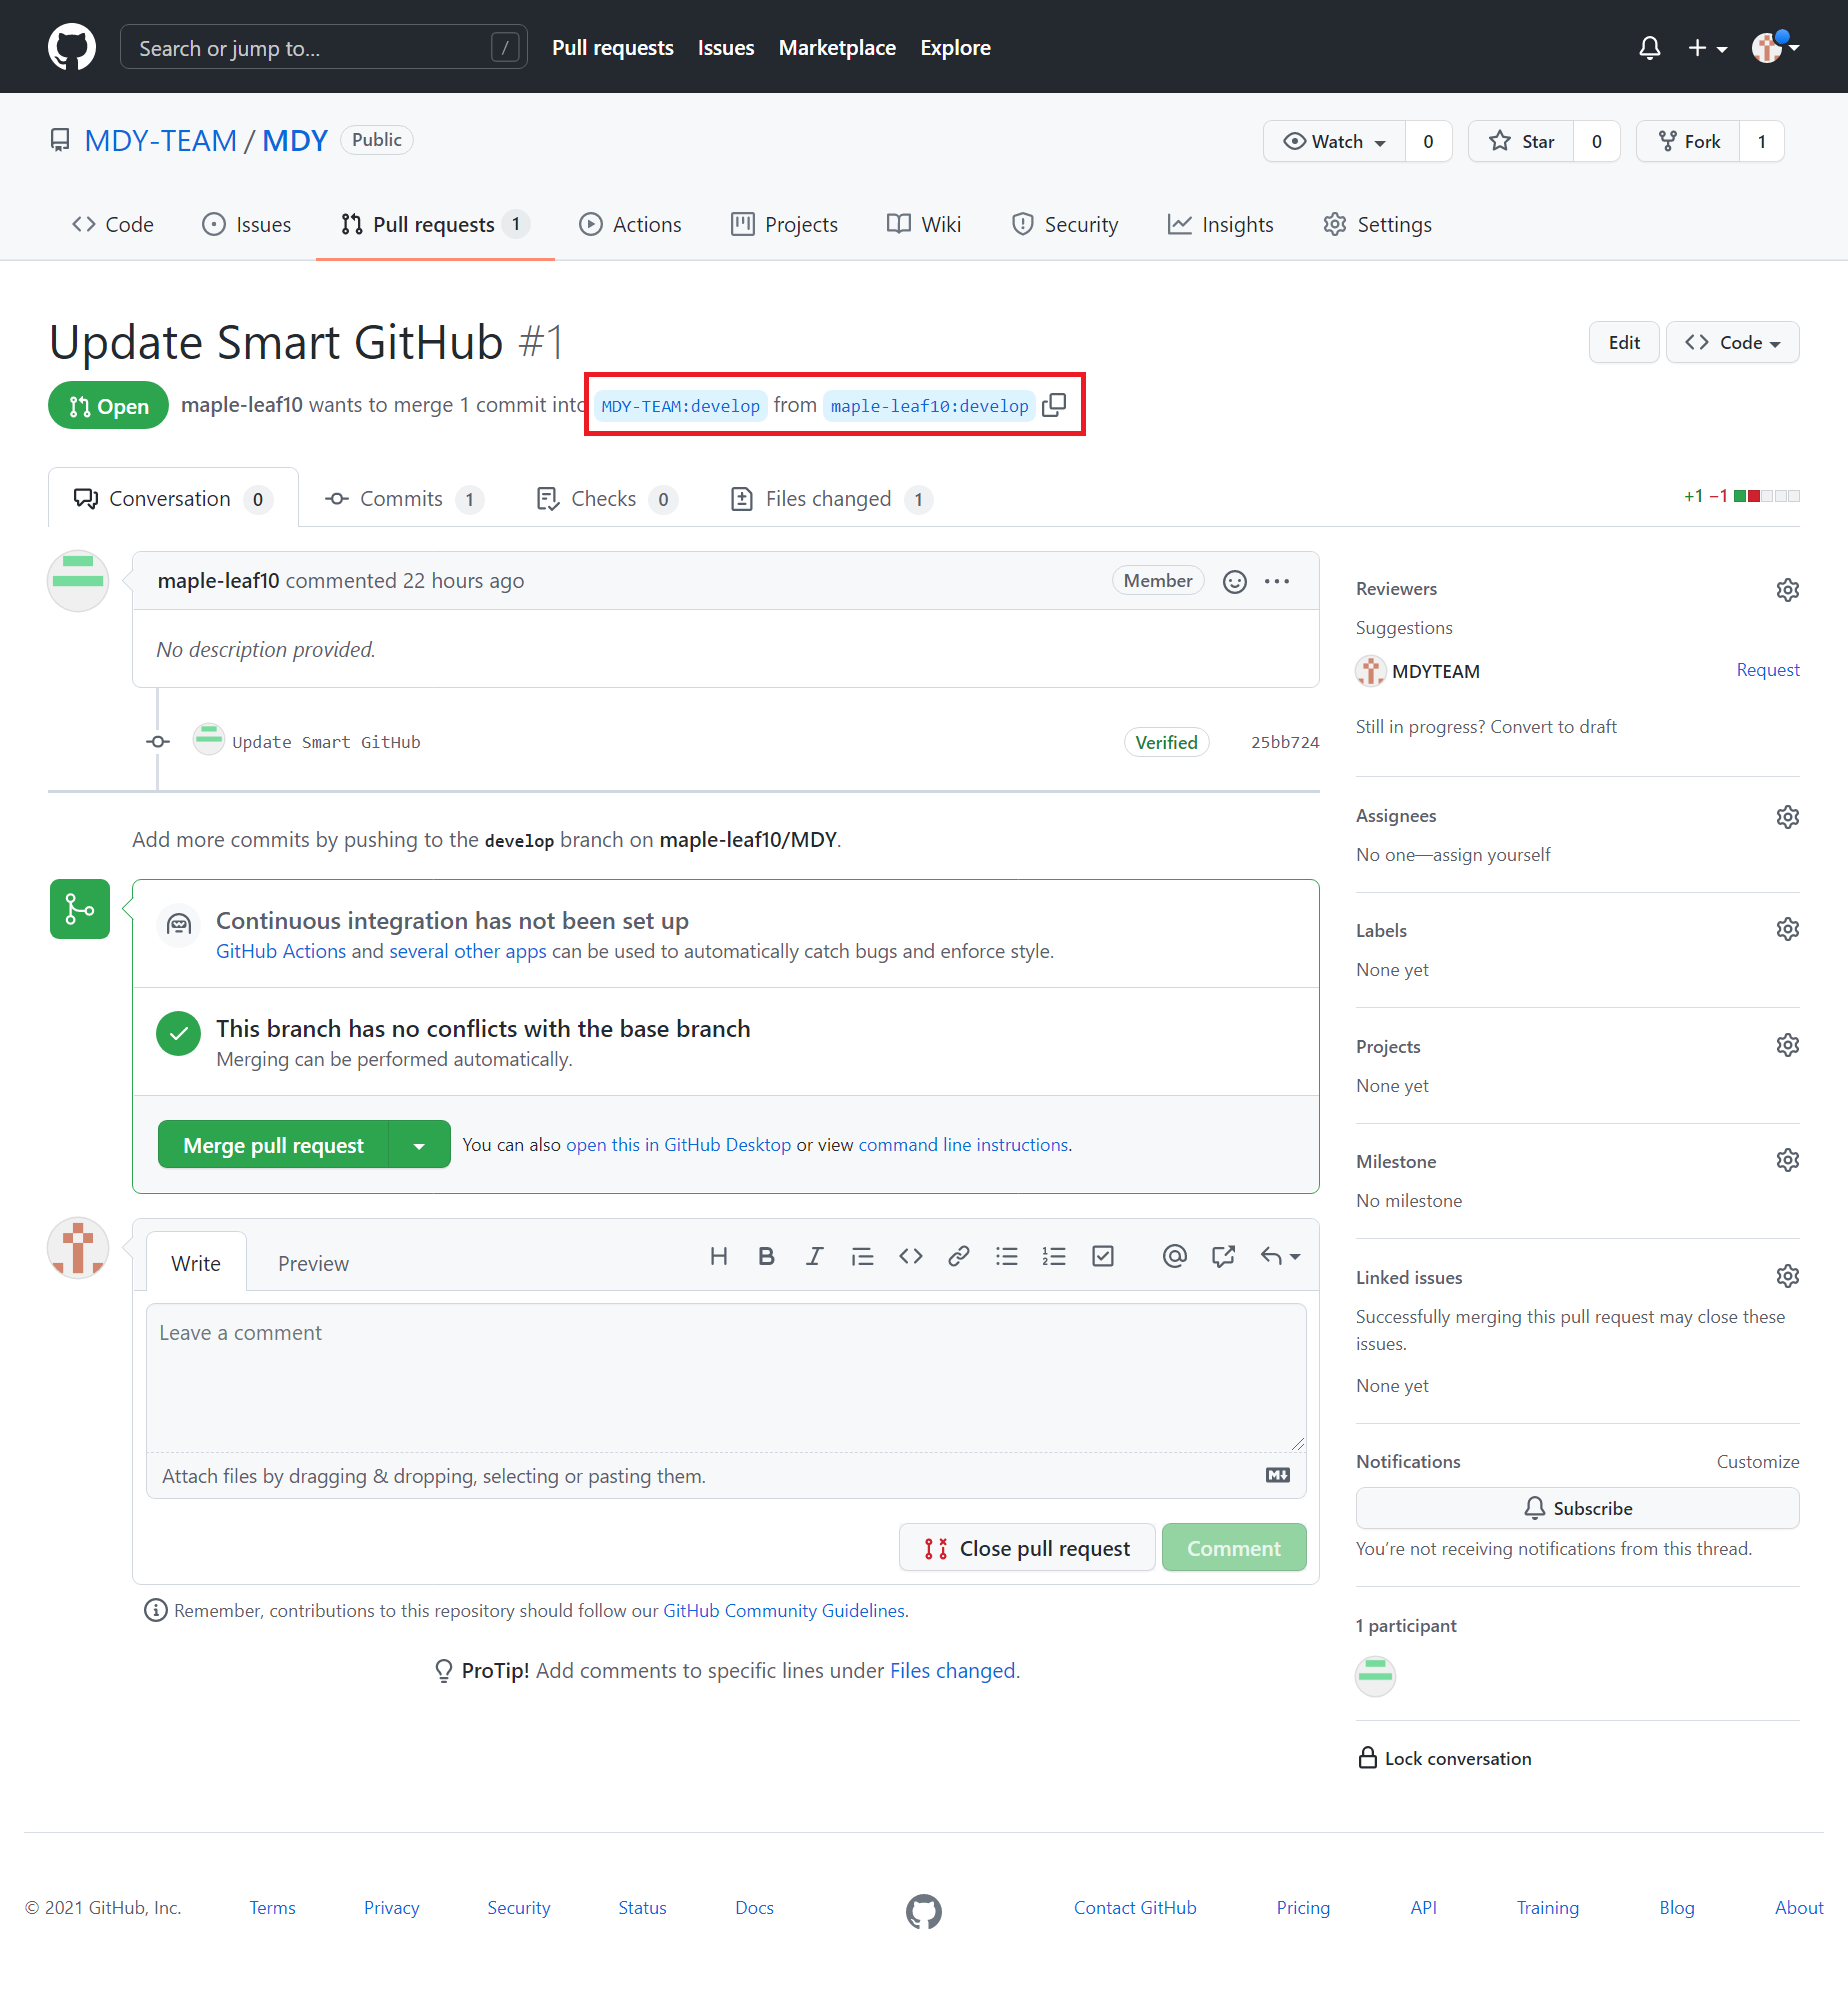 Search or jump to... /
Pull requests Issues Marketplace Explore
MDY-TEAM / MDY Public
Watch 0 Star 0 Fork 1
Code Issues Pull requests 1 Actions Projects Wiki Security Insights Settings
Update Smart GitHub #1
Edit Code
Open maple-leaf10 wants to merge 1 commit into MDY-TEAM:develop from maple-leaf10:develop
Conversation 0 Commits 1 Checks 0 Files changed 1
+1 −1
maple-leaf10 commented 22 hours ago Member
No description provided.
Update Smart GitHub Verified 25bb724
Add more commits by pushing to the develop branch on maple-leaf10/MDY.
Continuous integration has not been set up
GitHub Actions and several other apps can be used to automatically catch bugs and enforce style.
This branch has no conflicts with the base branch
Merging can be performed automatically.
Merge pull request You can also open this in GitHub Desktop or view command line instructions.
Write Preview
Leave a comment
Attach files by dragging & dropping, selecting or pasting them.
Close pull request Comment
Remember, contributions to this repository should follow our GitHub Community Guidelines.
ProTip! Add comments to specific lines under Files changed.
Reviewers
Suggestions
MDYTEAM Request
Still in progress? Convert to draft
Assignees
No one—assign yourself
Labels
None yet
Projects
None yet
Milestone
No milestone
Linked issues
Successfully merging this pull request may close these
issues.
None yet
Notifications Customize
Subscribe
You’re not receiving notifications from this thread.
1 participant
Lock conversation
© 2021 GitHub, Inc. Terms Privacy Security Status Docs Contact GitHub Pricing API Training Blog About